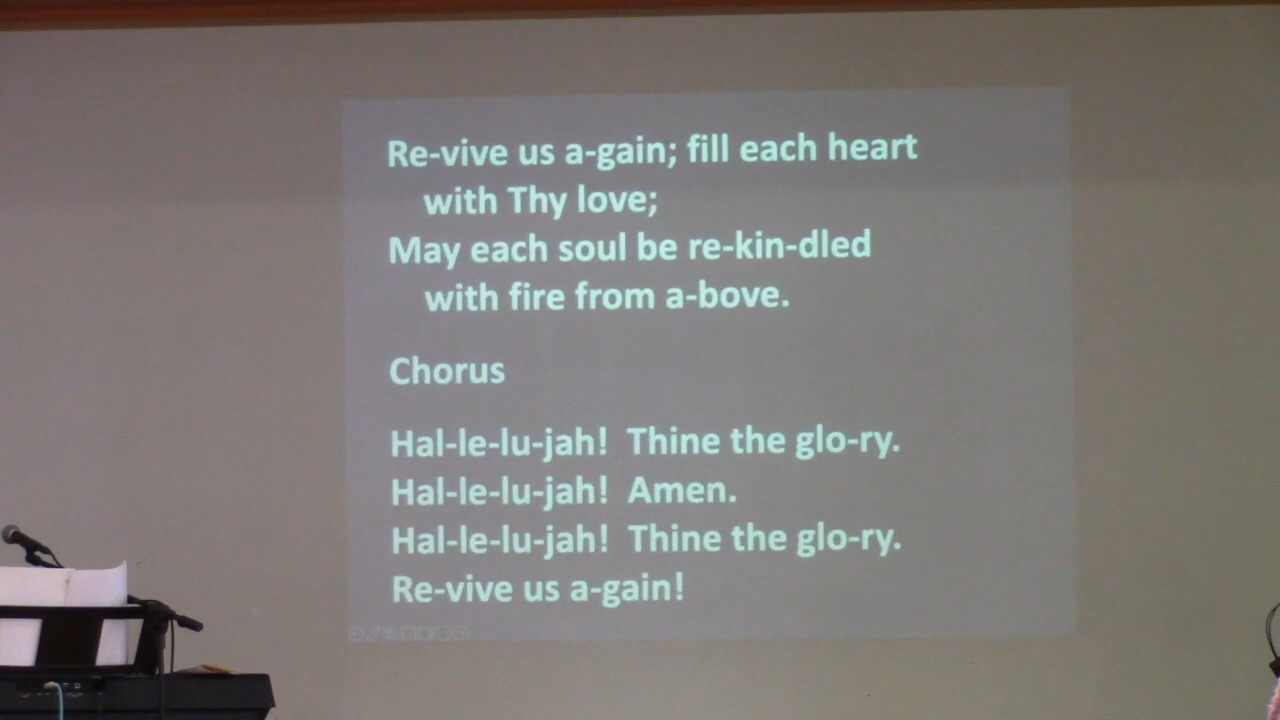 Re-vive us a-gain; fill each heart
with Thy love;
May each soul be re-kin-dled
with fire from a-bove.
Chorus
Hal-le-lu-jah! Thine the glo-ry.
Hal-le-lu-jah! Amen.
Hal-le-lu-jah! Thine the glo-ry.
Re-vive us a-gain!